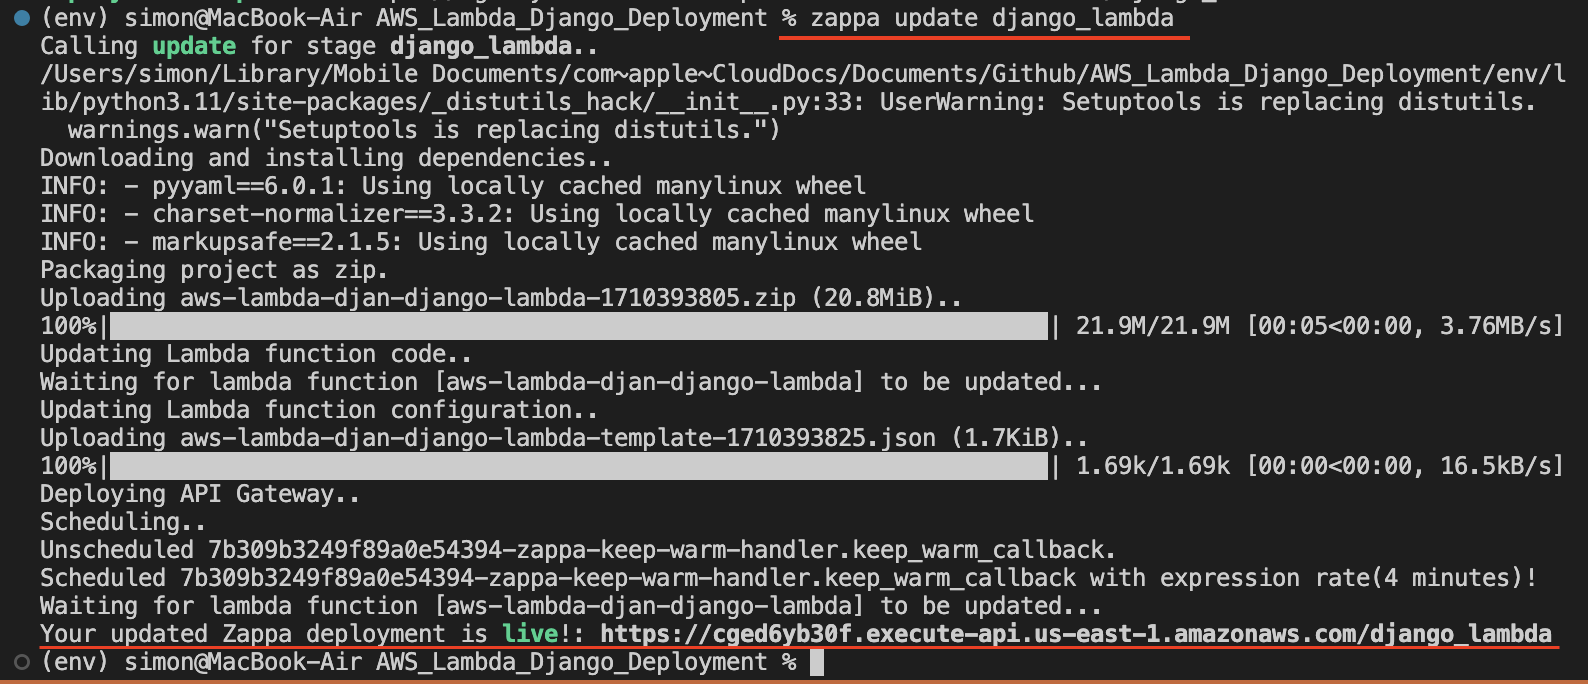 (env) simon@MacBook-Air AWS_Lambda_Django_Deployment % zappa update django_lambda
Calling update for stage django_lambda..
/Users/simon/Library/Mobile Documents/com~apple~CloudDocs/Documents/Github/AWS_Lambda_Django_Deployment/env/l
ib/python3.11/site-packages/_distutils_hack/__init__.py:33: UserWarning: Setuptools is replacing distutils.
  warnings.warn("Setuptools is replacing distutils.")
Downloading and installing dependencies..
INFO: - pyyaml==6.0.1: Using locally cached manylinux wheel
INFO: - charset-normalizer==3.3.2: Using locally cached manylinux wheel
INFO: - markupsafe==2.1.5: Using locally cached manylinux wheel
Packaging project as zip.
Uploading aws-lambda-djan-django-lambda-1710393805.zip (20.8MiB)..
100%| | 21.9M/21.9M [00:05<00:00, 3.76MB/s]
Updating Lambda function code..
Waiting for lambda function [aws-lambda-djan-django-lambda] to be updated...
Updating Lambda function configuration..
Uploading aws-lambda-djan-django-lambda-template-1710393825.json (1.7KiB)..
100%| | 1.69k/1.69k [00:00<00:00, 16.5kB/s]
Deploying API Gateway..
Scheduling..
Unscheduled 7b309b3249f89a0e54394-zappa-keep-warm-handler.keep_warm_callback.
Scheduled 7b309b3249f89a0e54394-zappa-keep-warm-handler.keep_warm_callback with expression rate(4 minutes)!
Waiting for lambda function [aws-lambda-djan-django-lambda] to be updated...
Your updated Zappa deployment is live!: https://cged6yb30f.execute-api.us-east-1.amazonaws.com/django_lambda
(env) simon@MacBook-Air AWS_Lambda_Django_Deployment %